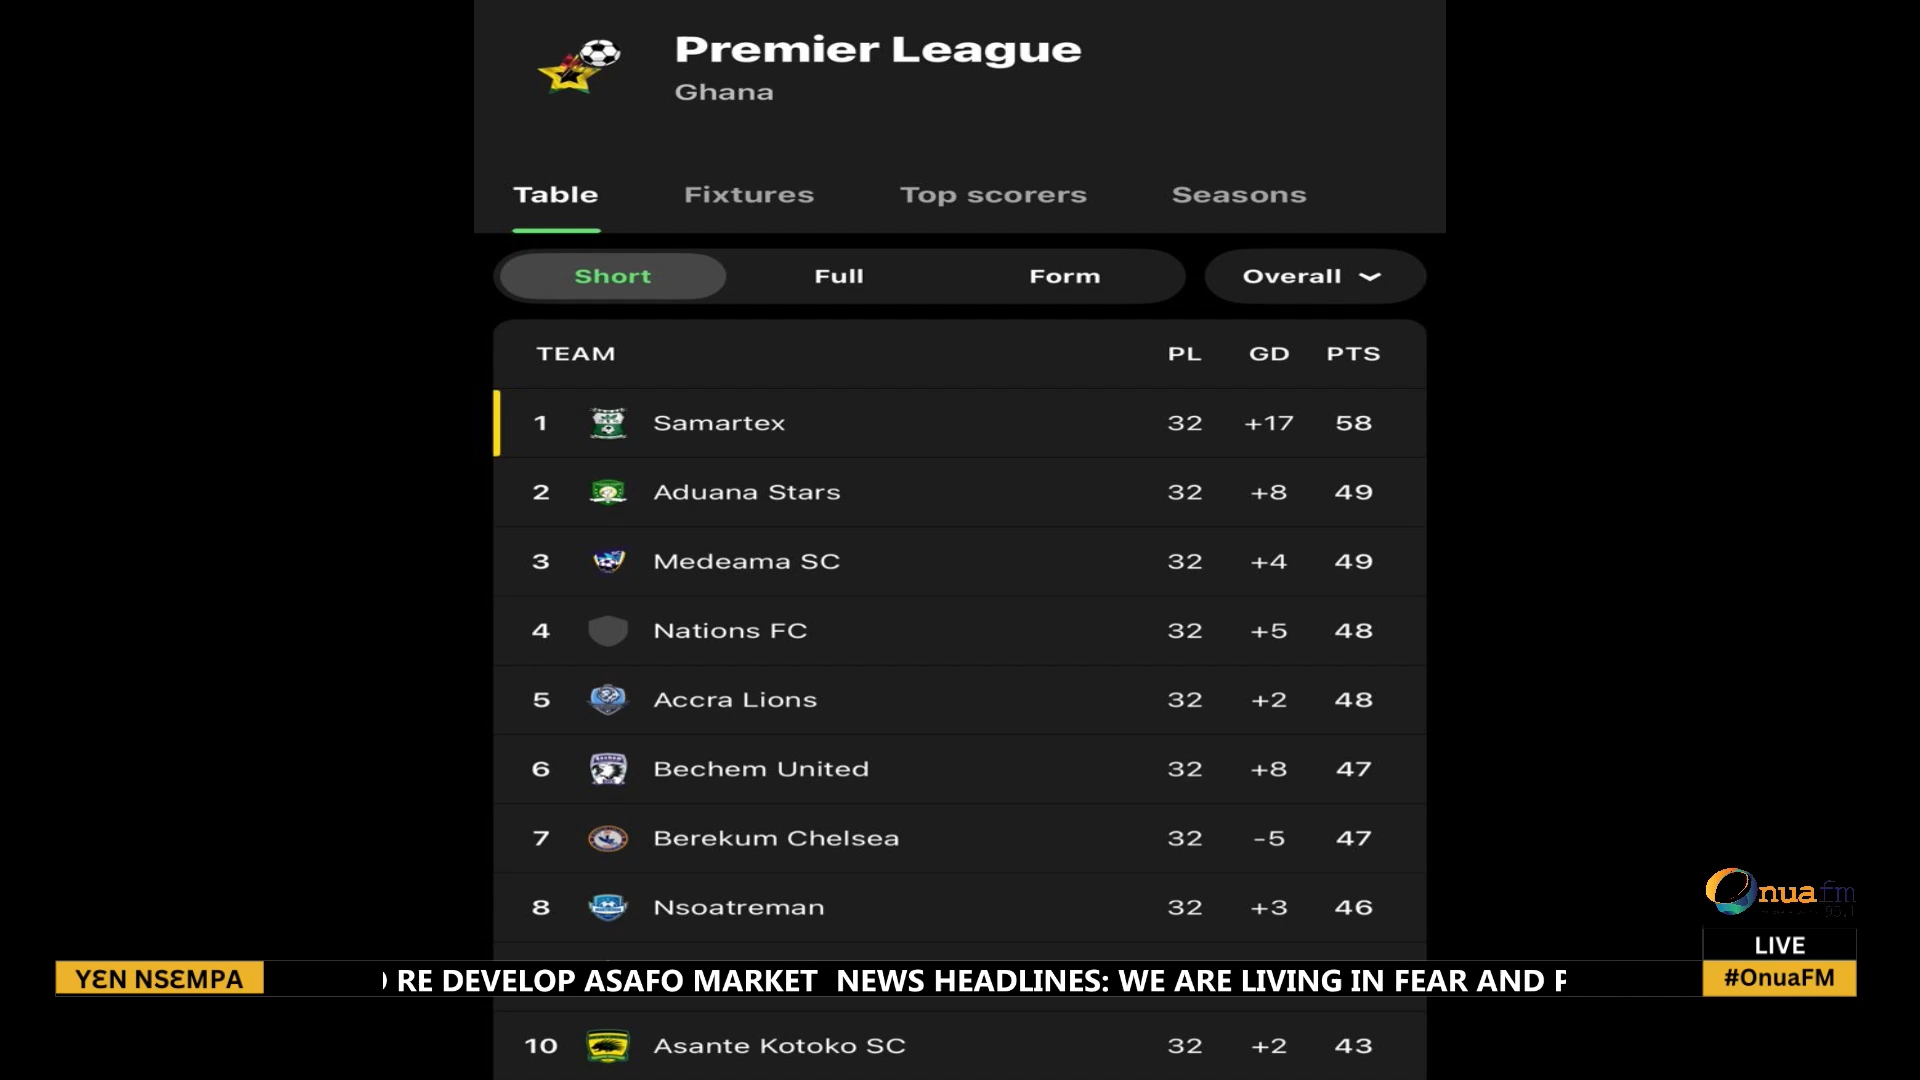 Premier League
Ghana
Table Fixtures Top scorers Seasons
Short Full Form Overall
TEAM PL GD PTS
1 Samartex 32 +17 58
2 Aduana Stars 32 +8 49
3 Medeama SC 32 +4 49
4 Nations FC 32 +5 48
5 Accra Lions 32 +2 48
6 Bechem United 32 +8 47
7 Berekum Chelsea 32 -5 47
8 Nsoatreman 32 +3 46
Onua fm
95.1
LIVE
YƐN NSƐMPA
RE DEVELOP ASAFO MARKET NEWS HEADLINES: WE ARE LIVING IN FEAR AND
#OnuaFM
10 Asante Kotoko SC 32 +2 43